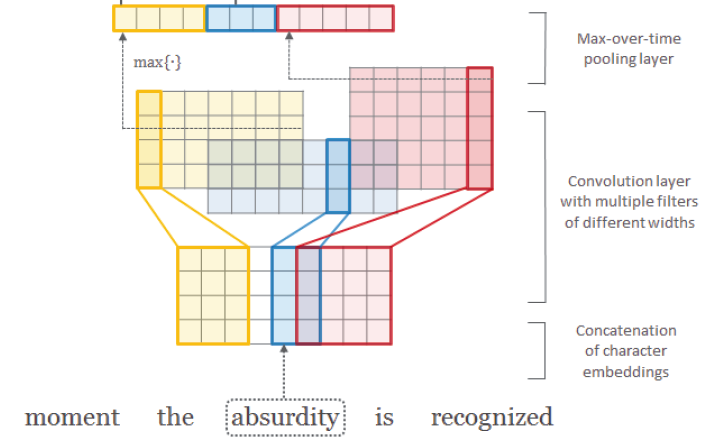 max{·}
Max-over-time
pooling layer
Convolution layer
with multiple filters
of different widths
Concatenation
of character
embeddings
moment the absurdity is recognized